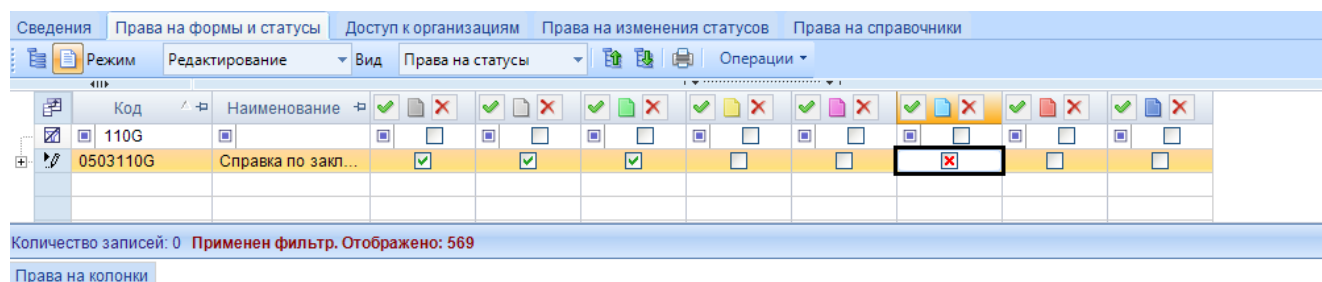 Сведения Права на формы и статусы Доступ к организациям Права на изменения статусов Права на справочники
Режим Редактирование Вид Права на статусы Операции
Код Наименование
110G
0503110G Справка по закл...
Количество записей: 0 Применен фильтр. Отображено: 569
Права на колонки